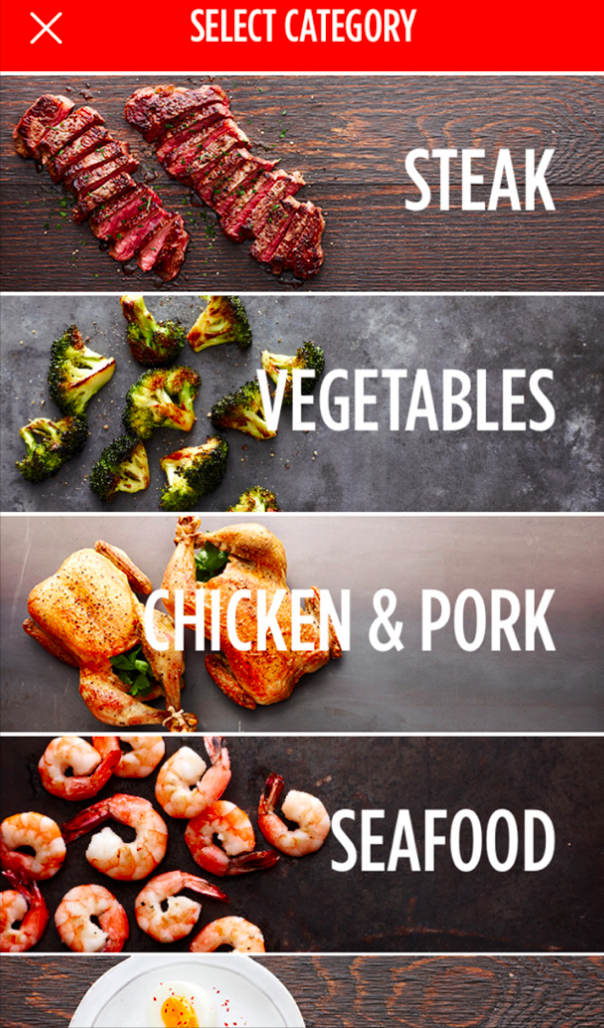 SELECT CATEGORY
STEAK
VEGETABLES
CHICKEN & PORK
SEAFOOD